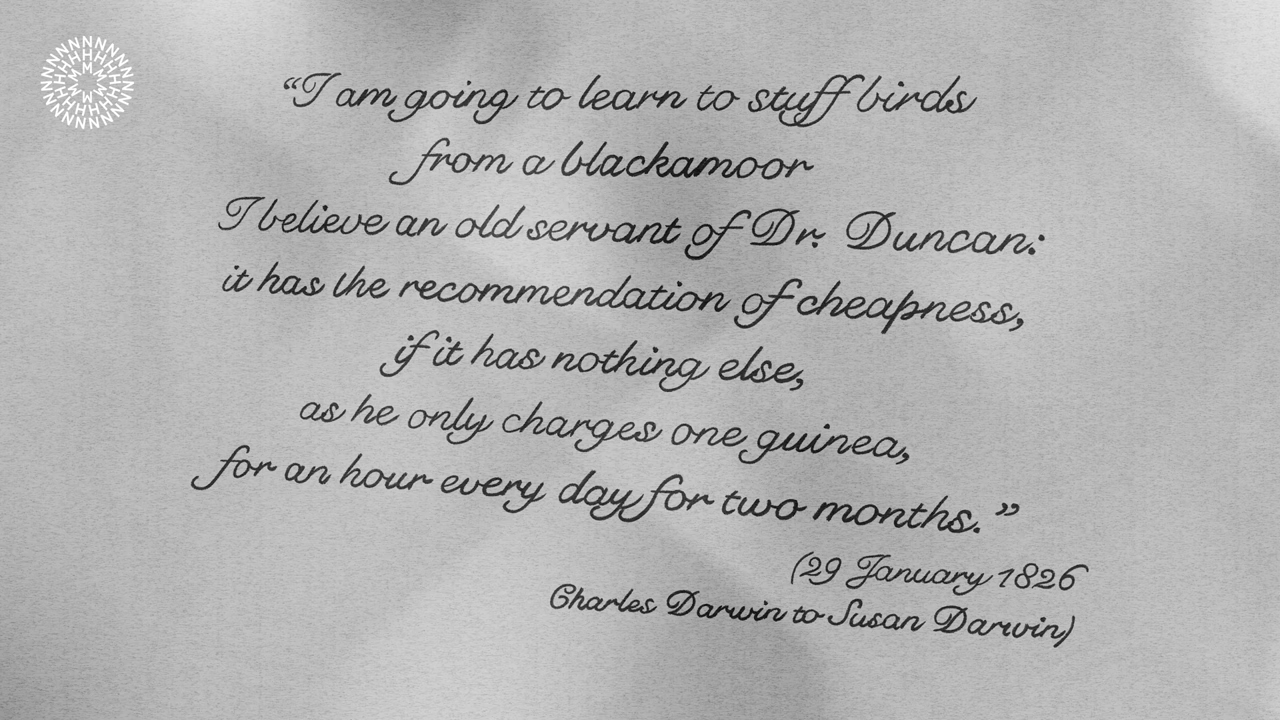 “I am going to learn to stuff birds
from a blackamoor
I believe an old servant of Dr. Duncan:
it has the recommendation of cheapness,
if it has nothing else,
as he only charges one guinea,
for an hour every day for two months.”
(29 January 1826
Charles Darwin to Susan Darwin)